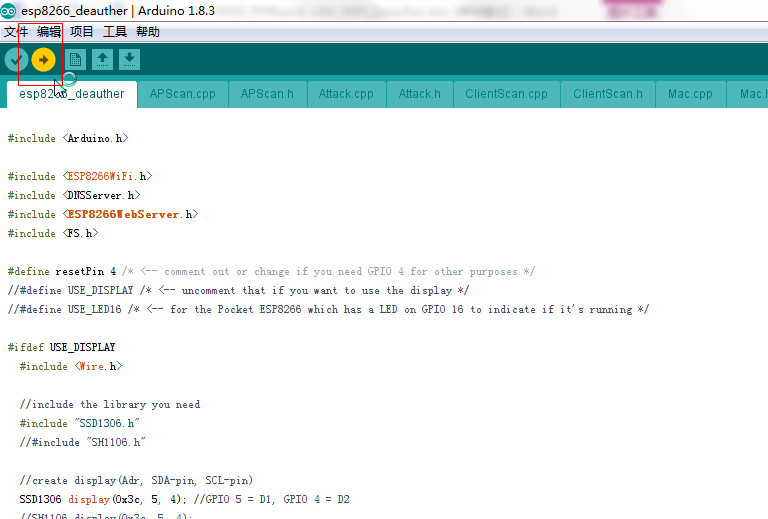 esp8266_deauther | Arduino 1.8.3
文件 编辑 项目 工具 帮助
esp8266_deauther APScan.cpp APScan.h Attack.cpp Attack.h ClientScan.cpp ClientScan.h Mac.cpp Mac.h
#include <Arduino.h>
#include <ESP8266WiFi.h>
#include <DNSServer.h>
#include <ESP8266WebServer.h>
#include <FS.h>
#define resetPin 4 /* <-- comment out or change if you need GPIO 4 for other purposes */
//#define USE_DISPLAY /* <-- uncomment that if you want to use the display */
//#define USE_LED16 /* <-- for the Pocket ESP8266 which has a LED on GPIO 16 to indicate if it's running */
#ifdef USE_DISPLAY
#include <Wire.h>
//include the library you need
#include "SSD1306.h"
//#include "SH1106.h"
//create display(Adr, SDA-pin, SCL-pin)
SSD1306 display(0x3c, 5, 4); //GPIO 5 = D1, GPIO 4 = D2
//SH1106 display(0x3c, 5, 4);